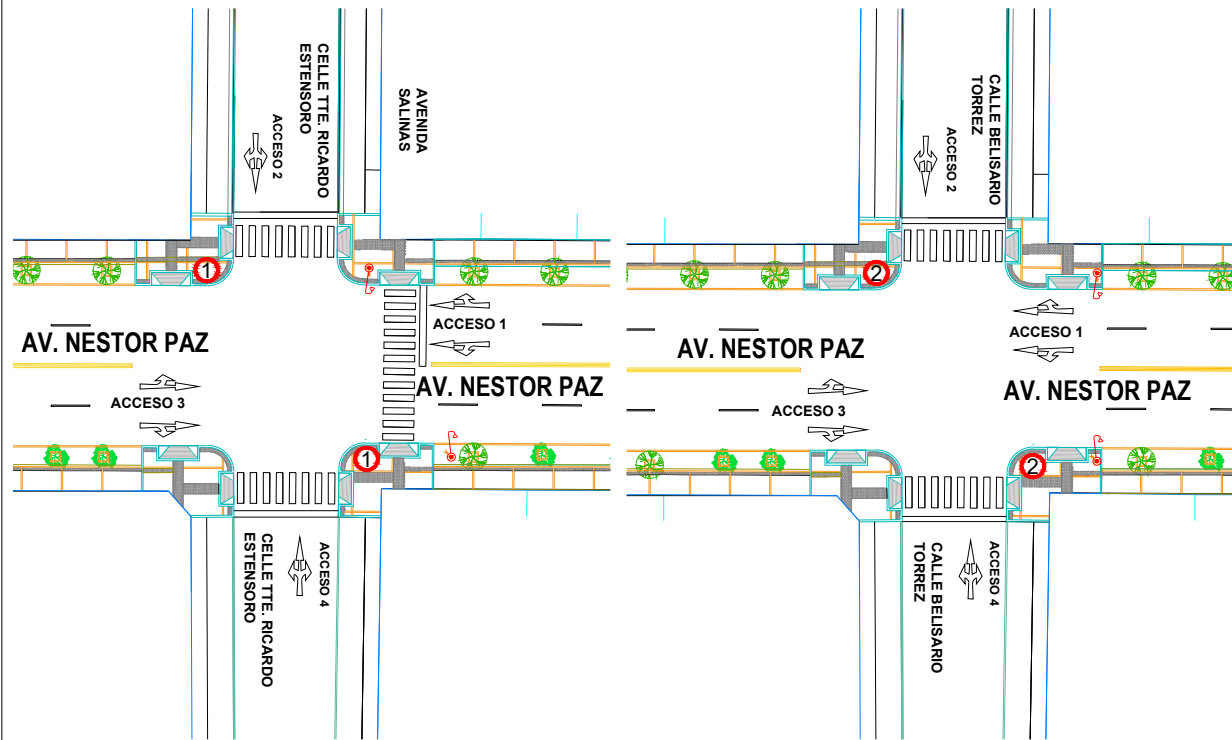 CELLE TTE. RICARDO
ESTENSORO
ACCESO 2
AVENIDA
SALINAS
1
ACCESO 1
AV. NESTOR PAZ
AV. NESTOR PAZ
ACCESO 3
1
CELLE TTE. RICARDO
ESTENSORO
ACCESO 4
CALLE BELISARIO
TORREZ
ACCESO 2
2
ACCESO 1
AV. NESTOR PAZ
AV. NESTOR PAZ
ACCESO 3
2
CALLE BELISARIO
TORREZ
ACCESO 4